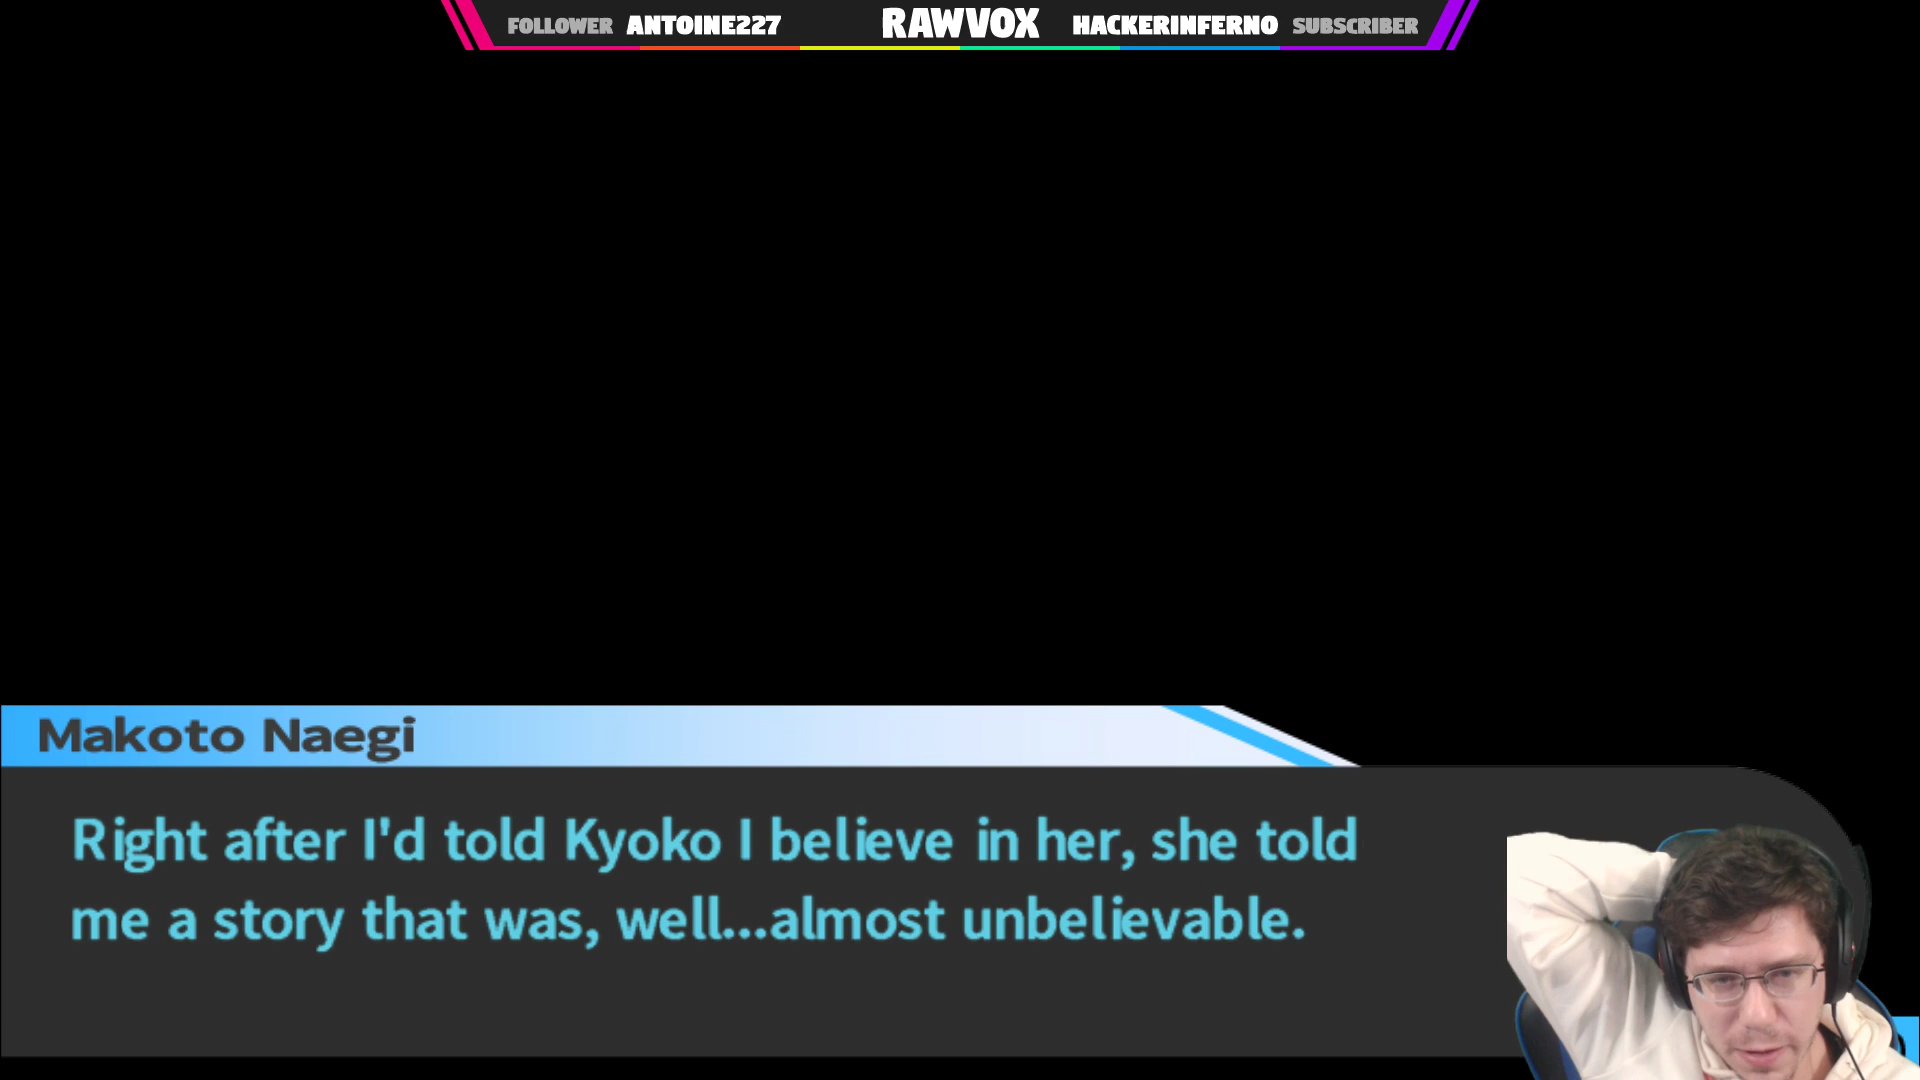 FOLLOWER ANTOINE227 RAWVOX HACKERINFERNO SUBSCRIBER
Makoto Naegi
Right after I'd told Kyoko I believe in her, she told
me a story that was, well...almost unbelievable.